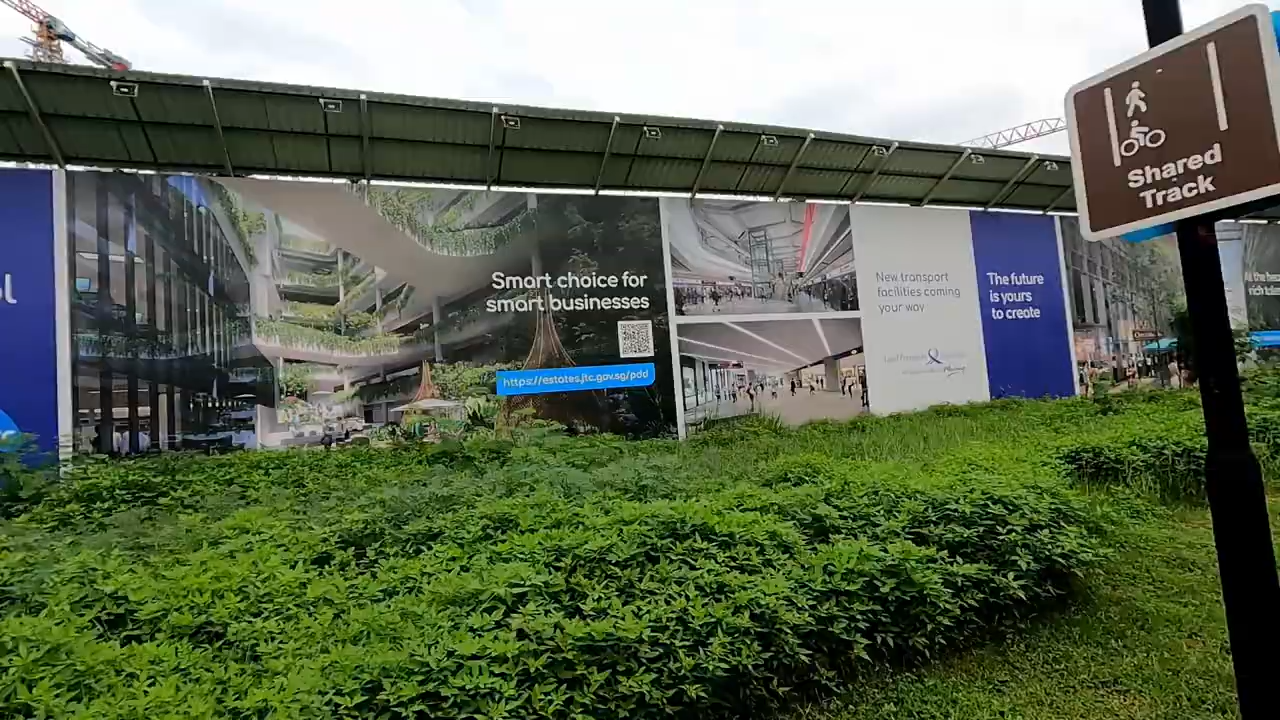 Smart choice for
smart businesses
https://estates.jtc.gov.sg/pdd
New transport
facilities coming
your way
The future
is yours
to create
Shared
Track